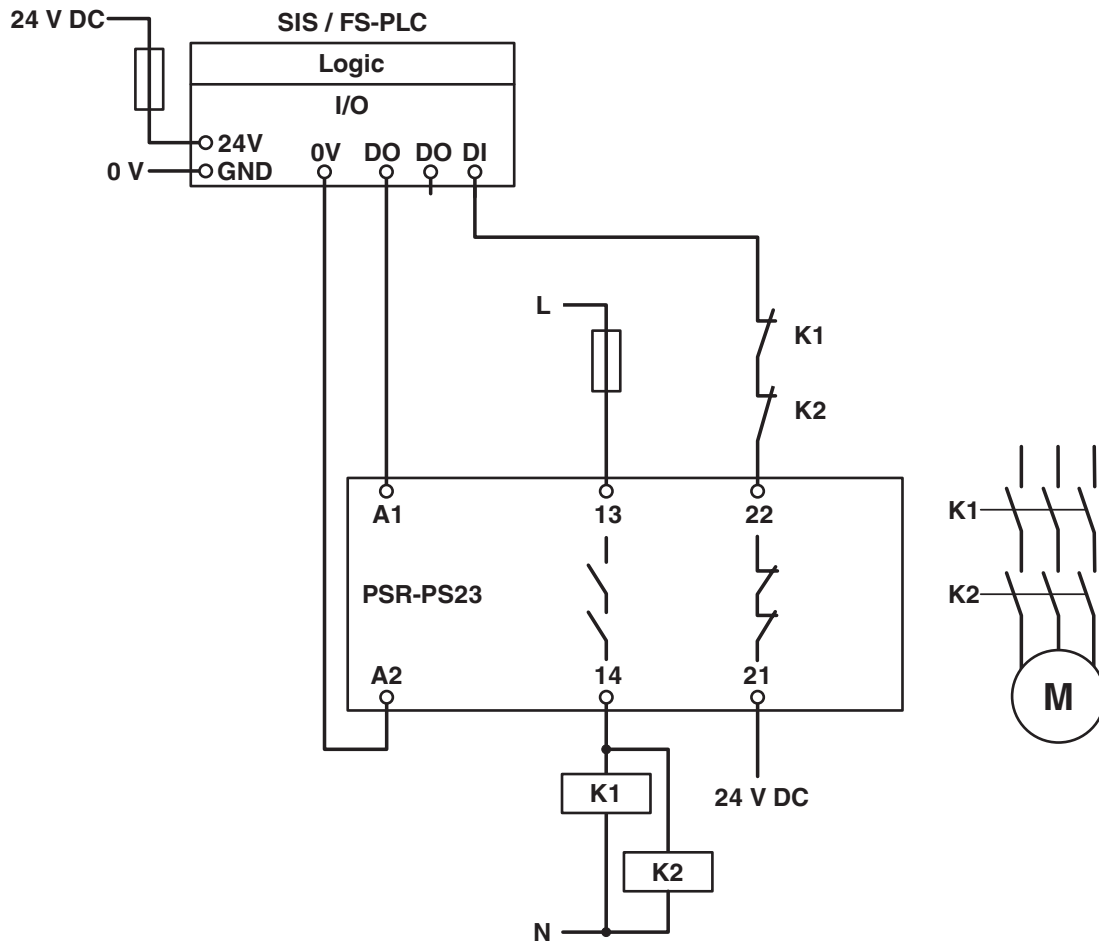 24 V DC
SIS / FS-PLC
Logic
I/O
24V
0V DO DO DI
0 V
GND
L
K1
K2
A1 13 22
K1
PSR-PS23
K2
A2 14 21
M
K1
24 V DC
K2
N